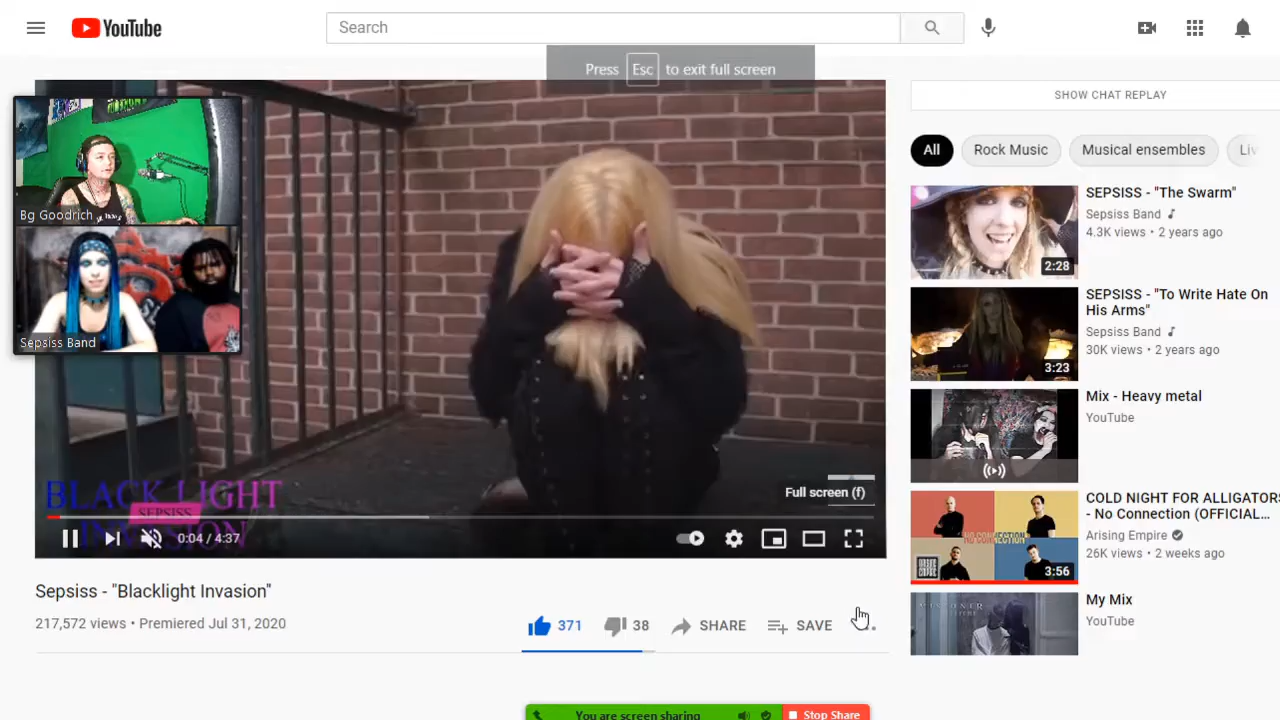 YouTube
Search
Press Esc to exit full screen
Bg Goodrich
Sepsiss Band
BLACK LIGHT
SEPSISS
INVASION
Full screen (f)
0:04 / 4:37
Sepsiss - "Blacklight Invasion"
217,572 views • Premiered Jul 31, 2020
371
38
SHARE
SAVE
SHOW CHAT REPLAY
All
Rock Music
Musical ensembles
Liv
SEPSISS - "The Swarm"
Sepsiss Band
4.3K views • 2 years ago
2:28
SEPSISS - "To Write Hate On
His Arms"
Sepsiss Band
30K views • 2 years ago
3:23
Mix - Heavy metal
YouTube
COLD NIGHT FOR ALLIGATORS
- No Connection (OFFICIAL...
Arising Empire
26K views • 2 weeks ago
NO CONNECTION
3:56
My Mix
YouTube
You are screen sharing
Stop Share